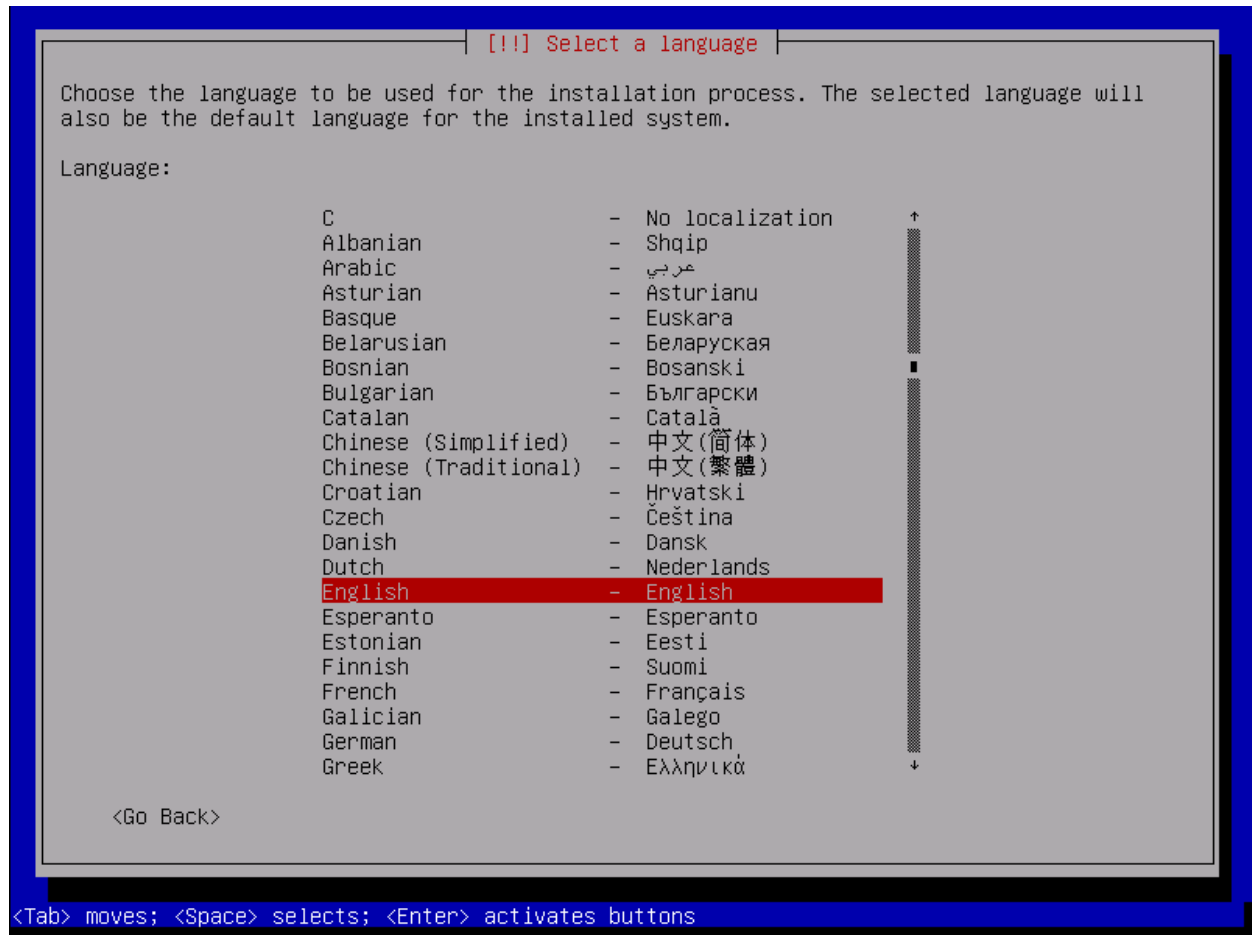 [!!] Select a language
Choose the language to be used for the installation process. The selected language will
also be the default language for the installed system.
Language:
C - No localization
Albanian - Shqip
Arabic - عربي
Asturian - Asturianu
Basque - Euskara
Belarusian - Беларуская
Bosnian - Bosanski
Bulgarian - Български
Catalan - Català
Chinese (Simplified) - 中文(简体)
Chinese (Traditional) - 中文(繁體)
Croatian - Hrvatski
Czech - Čeština
Danish - Dansk
Dutch - Nederlands
English - English
Esperanto - Esperanto
Estonian - Eesti
Finnish - Suomi
French - Français
Galician - Galego
German - Deutsch
Greek - Ελληνικά
<Go Back>
<Tab> moves; <Space> selects; <Enter> activates buttons